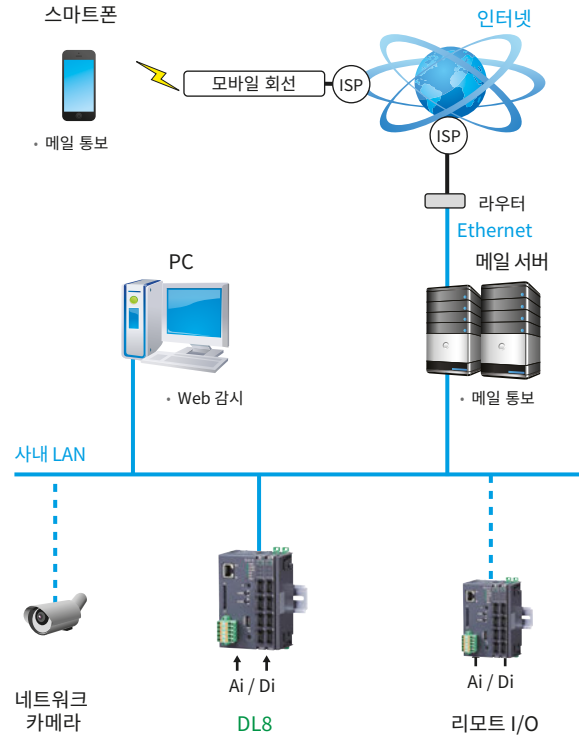 스마트폰
인터넷
모바일 회선
ISP
ISP
• 메일 통보
라우터
Ethernet
PC
메일 서버
• Web 감시
• 메일 통보
사내 LAN
Ai / Di
Ai / Di
네트워크
카메라
DL8
리모트 I/O